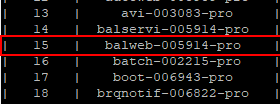 | 13 | avi-003083-pro
| 14 | balservi-005914-pro
| 15 | balweb-005914-pro
| 16 | batch-002215-pro
| 17 | boot-006943-pro
| 18 | brqnotif-006822-pro